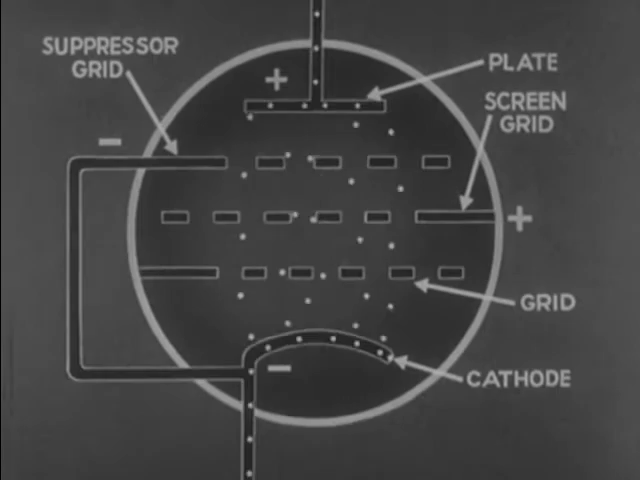 SUPPRESSOR
GRID
+
PLATE
SCREEN
GRID
−
+
GRID
−
CATHODE